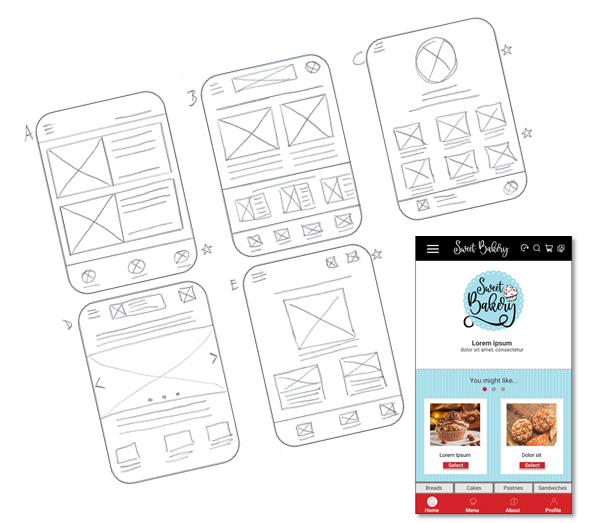 A
B
C
D
E
Sweet Bakery
Sweet
Bakery
Lorem ipsum
dolor sit amet, consectetur
You might like...
Lorem Ipsum
Dolor sit
Select
Select
Breads Cakes Pastries Sandwiches
Home Menu About Profile